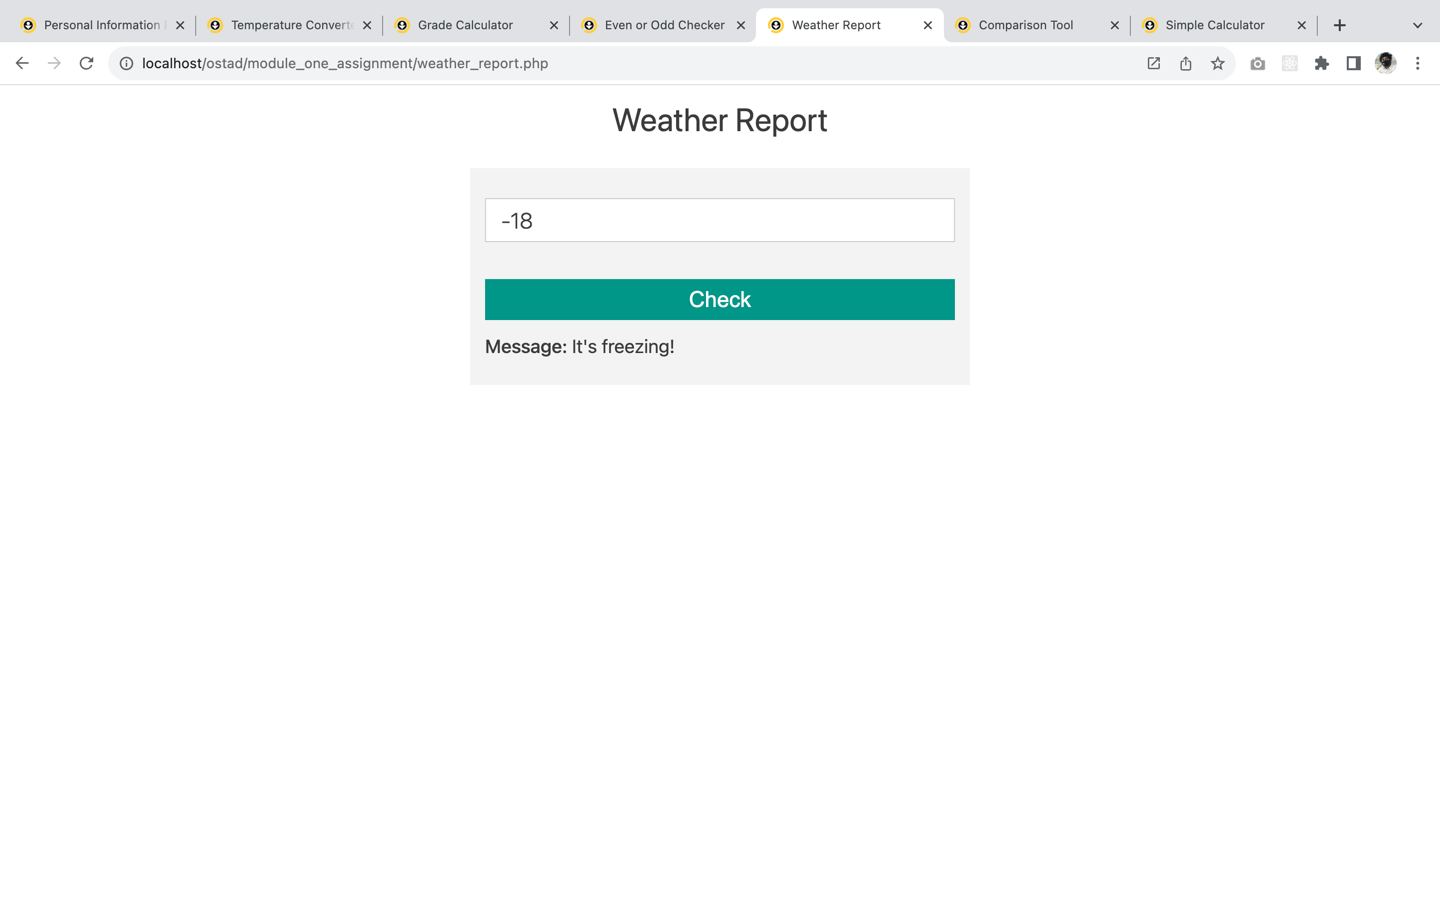 Personal Information
Temperature Converte
Grade Calculator
Even or Odd Checker
Weather Report
Comparison Tool
Simple Calculator
localhost/ostad/module_one_assignment/weather_report.php
Weather Report
-18
Check
Message: It's freezing!